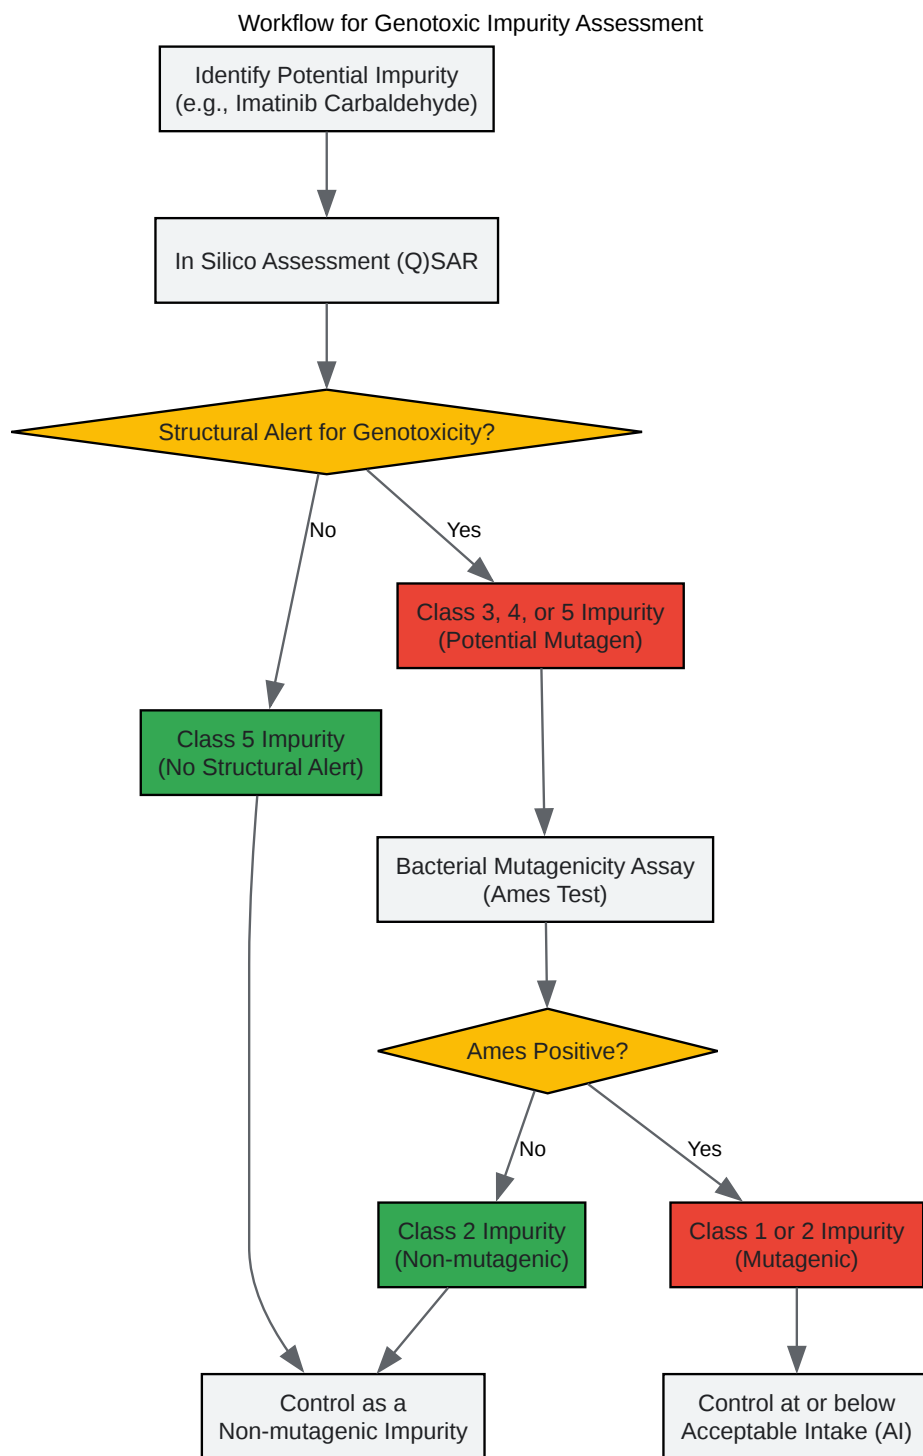 Workflow for Genotoxic Impurity Assessment
Identify Potential Impurity
(e.g., Imatinib Carbaldehyde)
In Silico Assessment (Q)SAR
Structural Alert for Genotoxicity?
No
Yes
Class 3, 4, or 5 Impurity
(Potential Mutagen)
Class 5 Impurity
(No Structural Alert)
Bacterial Mutagenicity Assay
(Ames Test)
Ames Positive?
No
Yes
Class 2 Impurity
(Non-mutagenic)
Class 1 or 2 Impurity
(Mutagenic)
Control as a
Non-mutagenic Impurity
Control at or below
Acceptable Intake (AI)